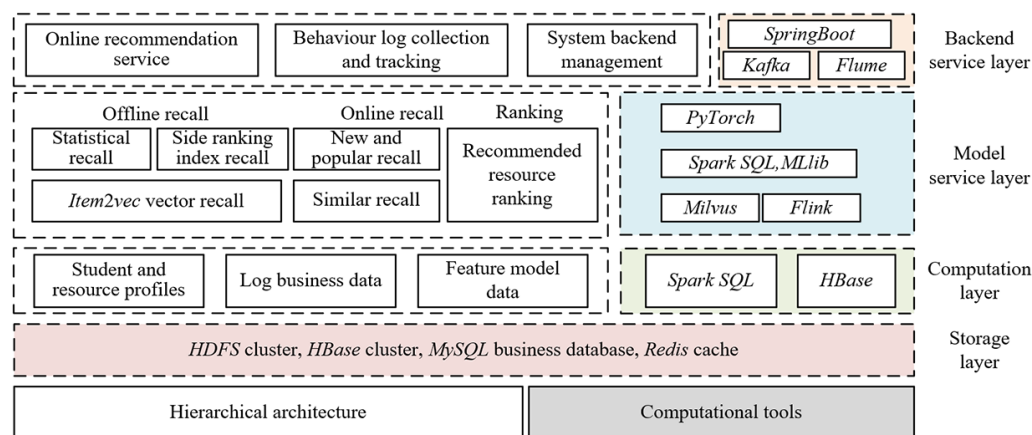 Online recommendation
service
Behaviour log collection
and tracking
System backend
management
SpringBoot
Kafka
Flume
Backend
service layer
Offline recall
Online recall
Ranking
Statistical
recall
Side ranking
index recall
New and
popular recall
Recommended
resource
ranking
Item2vec vector recall
Similar recall
PyTorch
Spark SQL,MLlib
Milvus
Flink
Model
service layer
Student and
resource profiles
Log business data
Feature model
data
Spark SQL
HBase
Computation
layer
HDFS cluster, HBase cluster, MySQL business database, Redis cache
Storage
layer
Hierarchical architecture
Computational tools